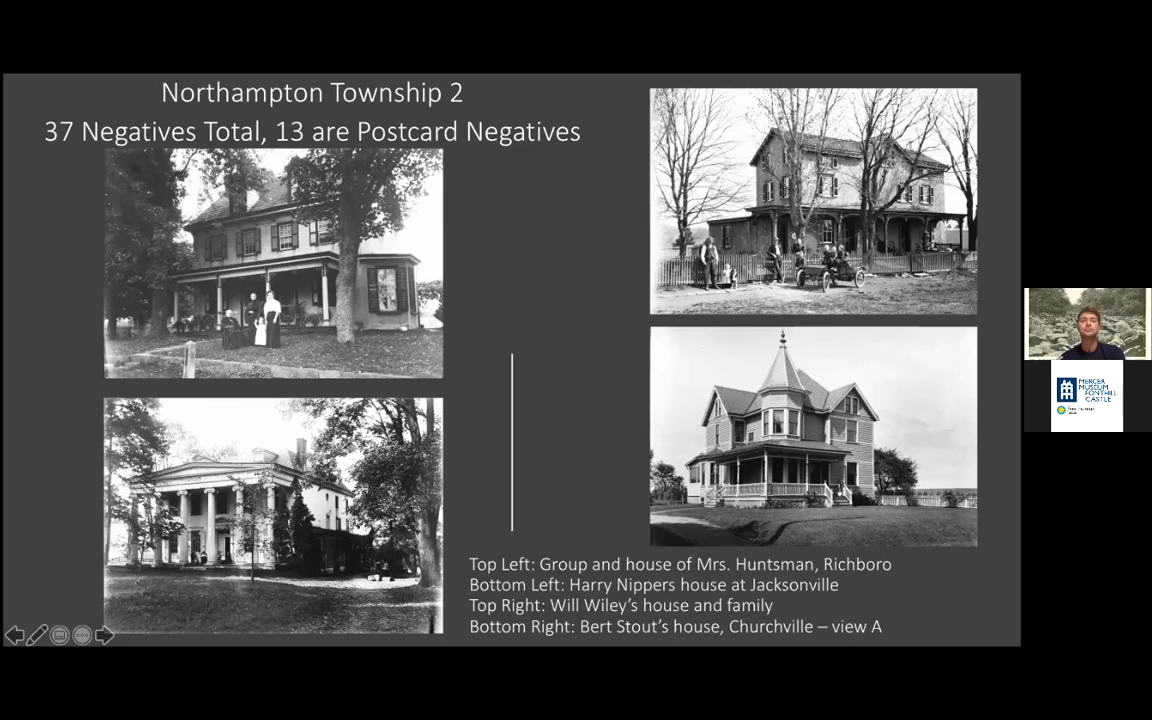 Northampton Township 2
37 Negatives Total, 13 are Postcard Negatives
Top Left: Group and house of Mrs. Huntsman, Richboro
Bottom Left: Harry Nippers house at Jacksonville
Top Right: Will Wiley's house and family
Bottom Right: Bert Stout's house, Churchville – view A
MERCER
MUSEUM
FONTHILL
CASTLE